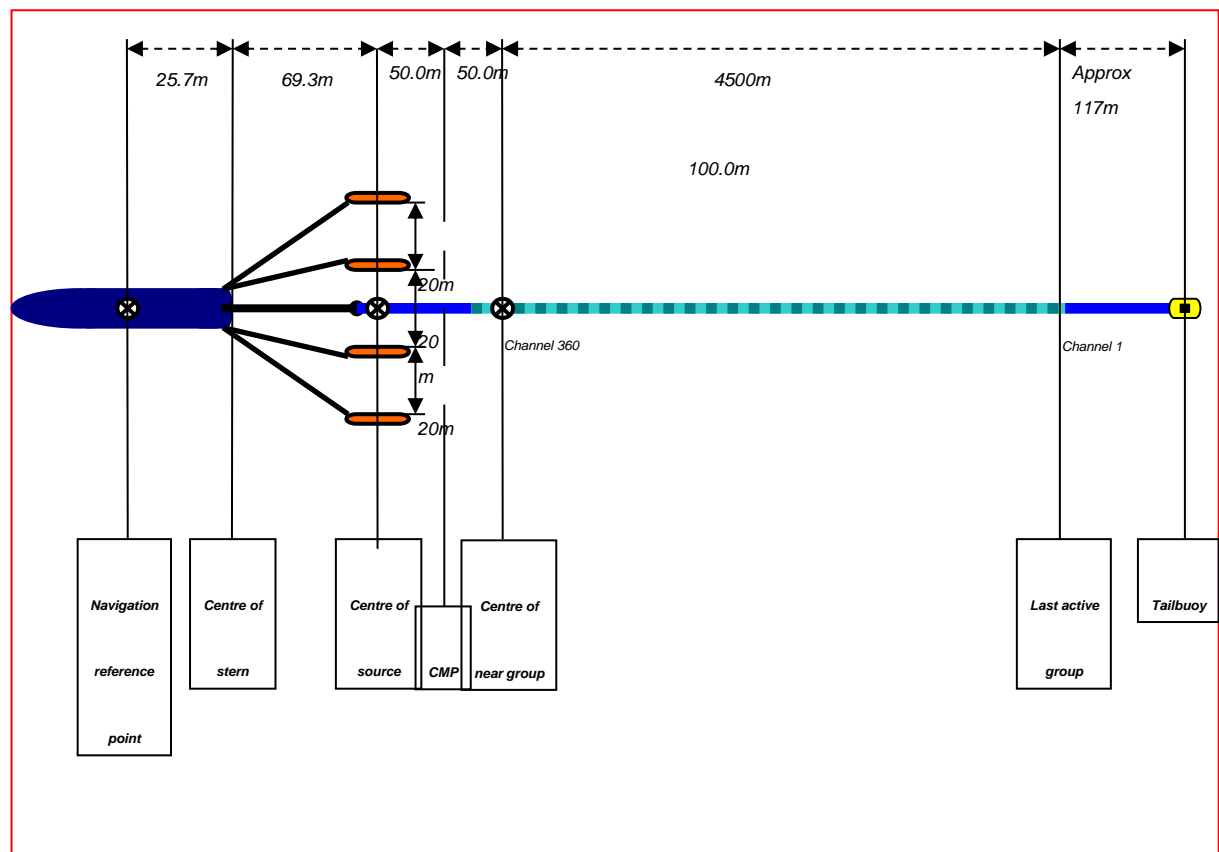 25.7m
69.3m
50.0m
50.0m
4500m
Approx
117m
100.0m
20m
20
m
20m
Channel 360
Channel 1
Navigation
reference
point
Centre of
stern
Centre of
source
CMP
Centre of
near group
Last active
group
Tailbuoy